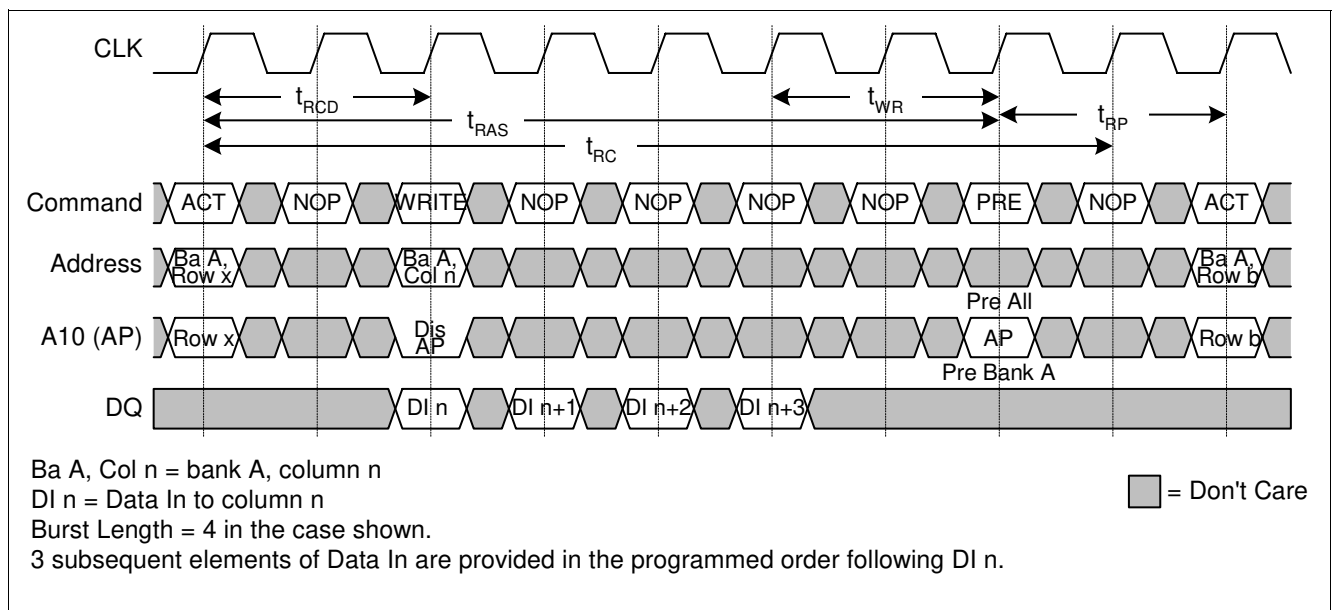 CLK
tRCD
tWR
tRAS
tRP
tRC
Command ACT NOP WRITE NOP NOP NOP NOP PRE NOP ACT
Address Ba A, Row x Ba A, Col n Ba A, Row b
Pre All
A10 (AP) Row x Dis AP AP Row b
Pre Bank A
DQ DI n DI n+1 DI n+2 DI n+3
Ba A, Col n = bank A, column n
DI n = Data In to column n
= Don't Care
Burst Length = 4 in the case shown.
3 subsequent elements of Data In are provided in the programmed order following DI n.